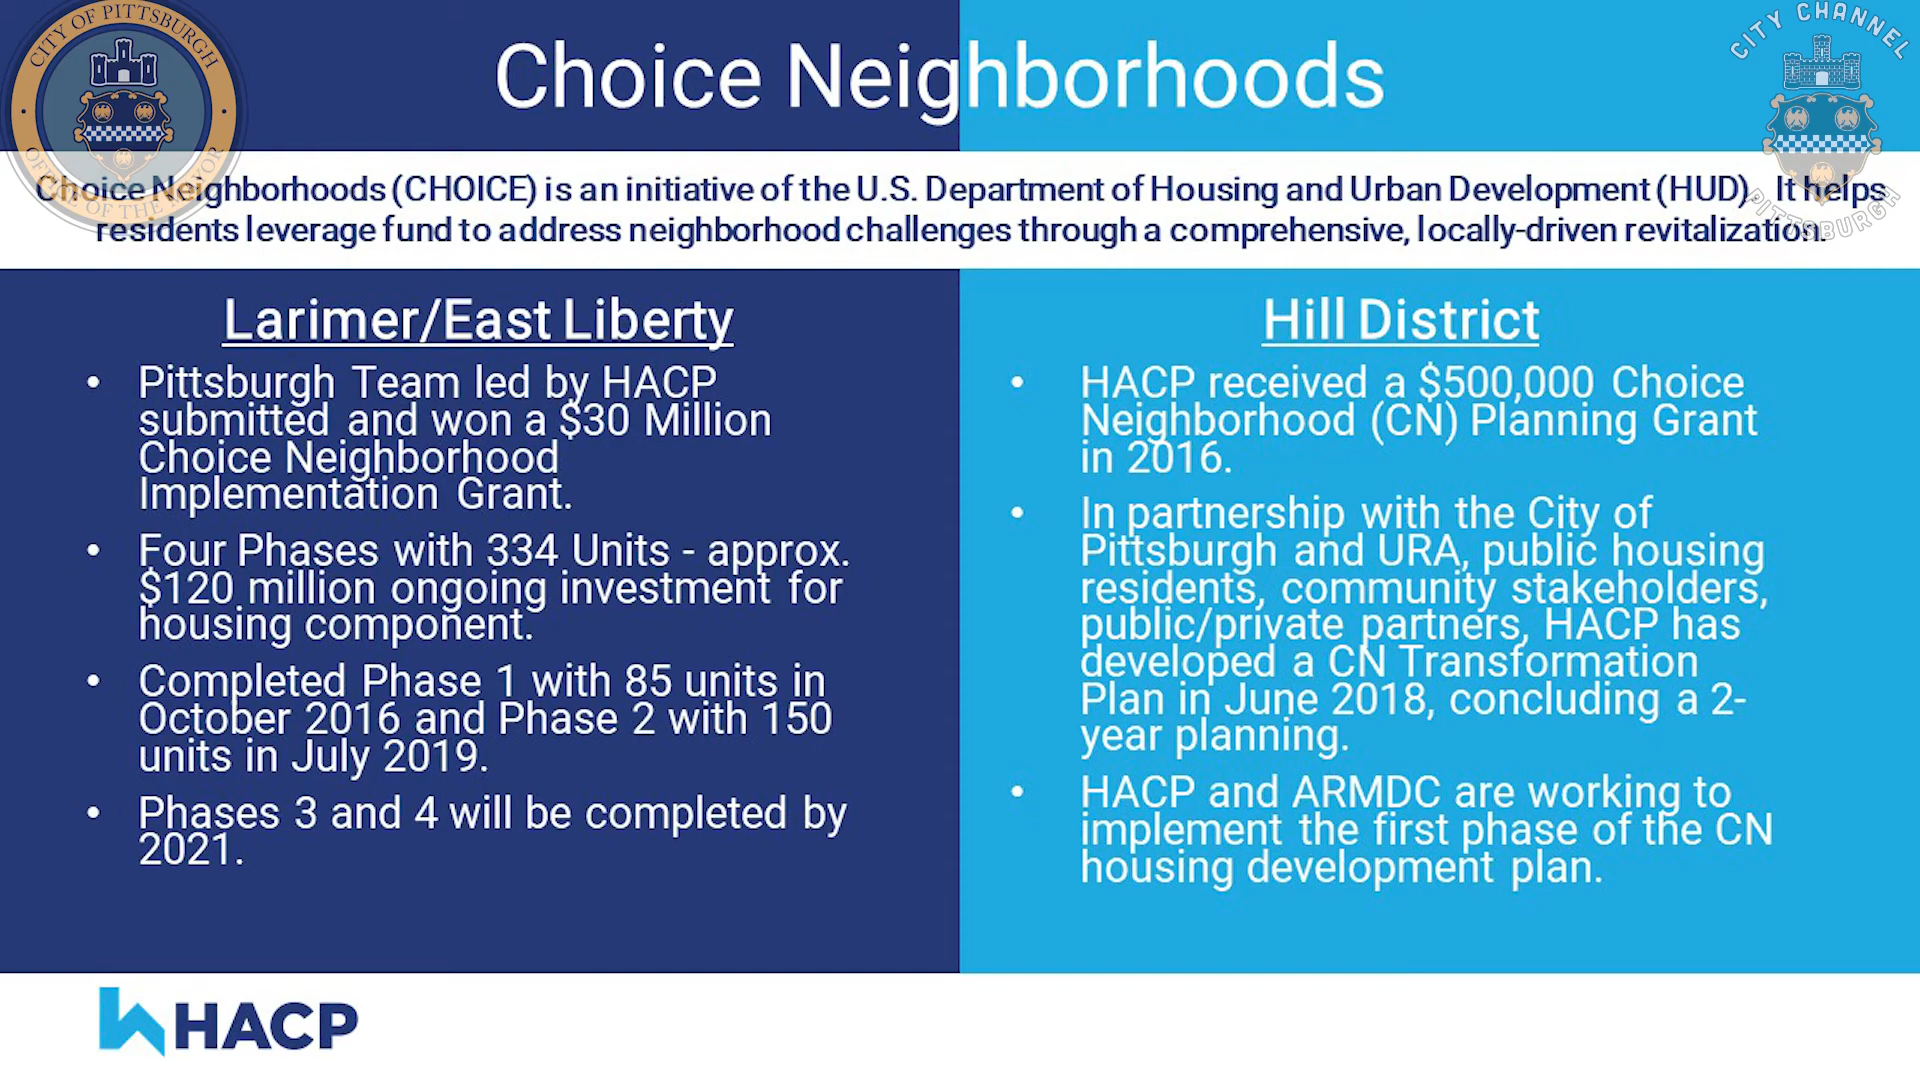 CITY OF PITTSBURGH
OFFICE OF THE MAYOR
CITY CHANNEL
PITTSBURGH
Choice Neighborhoods
Choice Neighborhoods (CHOICE) is an initiative of the U.S. Department of Housing and Urban Development (HUD). It helps
residents leverage fund to address neighborhood challenges through a comprehensive, locally-driven revitalization.
Larimer/East Liberty
• Pittsburgh Team led by HACP
submitted and won a $30 Million
Choice Neighborhood
Implementation Grant.
• Four Phases with 334 Units - approx.
$120 million ongoing investment for
housing component.
• Completed Phase 1 with 85 units in
October 2016 and Phase 2 with 150
units in July 2019.
• Phases 3 and 4 will be completed by
2021.
Hill District
• HACP received a $500,000 Choice
Neighborhood (CN) Planning Grant
in 2016.
• In partnership with the City of
Pittsburgh and URA, public housing
residents, community stakeholders,
public/private partners, HACP has
developed a CN Transformation
Plan in June 2018, concluding a 2-
year planning.
• HACP and ARMDC are working to
implement the first phase of the CN
housing development plan.
HACP